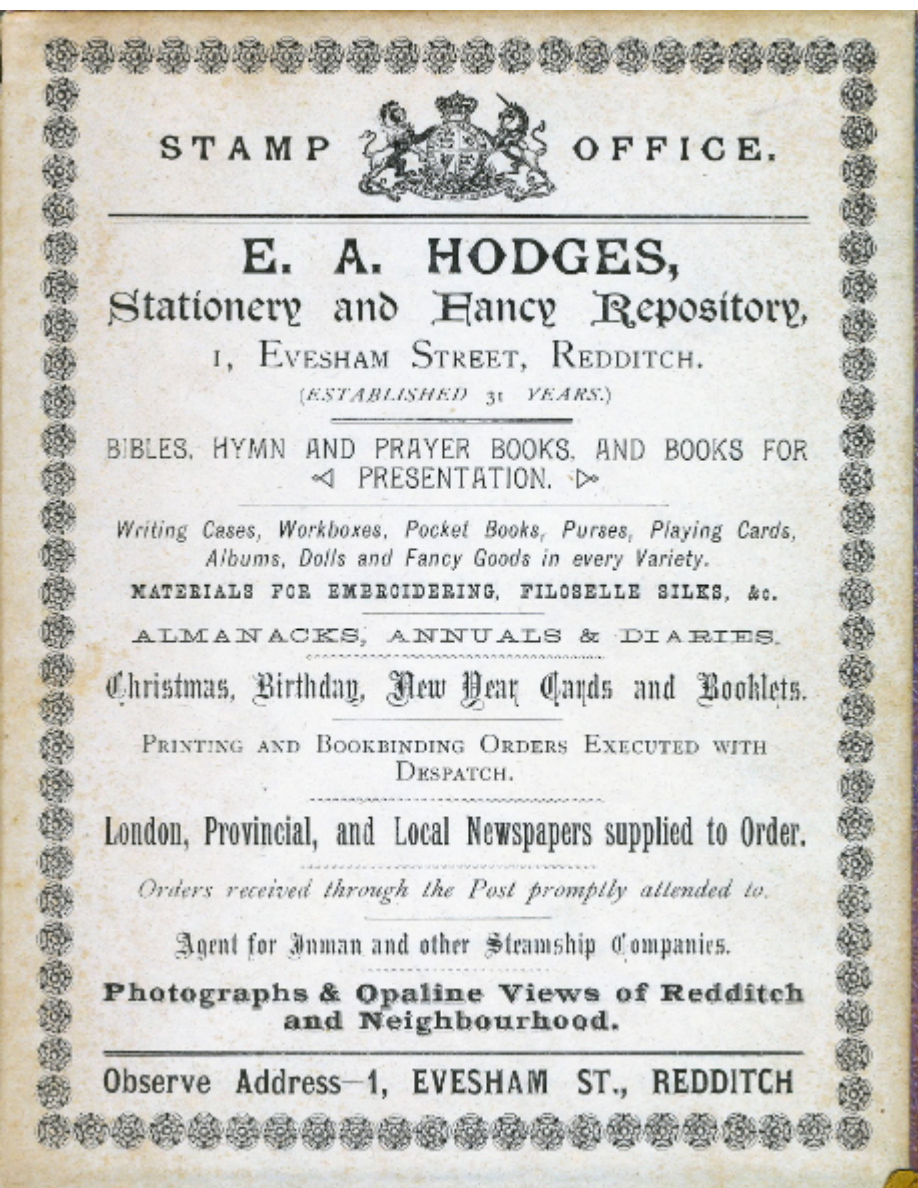 STAMP OFFICE.
E. A. HODGES,
Stationery and Fancy Repository,
1, EVESHAM STREET, REDDITCH.
(ESTABLISHED 31 YEARS.)
BIBLES, HYMN AND PRAYER BOOKS, AND BOOKS FOR
PRESENTATION.
Writing Cases, Workboxes, Pocket Books, Purses, Playing Cards,
Albums, Dolls and Fancy Goods in every Variety.
MATERIALS FOR EMBROIDERING, FILOSELLE SILKS, &c.
ALMANACKS, ANNUALS & DIARIES.
Christmas, Birthday, New Year Cards and Booklets.
PRINTING AND BOOKBINDING ORDERS EXECUTED WITH
DESPATCH.
London, Provincial, and Local Newspapers supplied to Order.
Orders received through the Post promptly attended to.
Agent for Inman and other Steamship Companies.
Photographs & Opaline Views of Redditch
and Neighbourhood.
Observe Address—1, EVESHAM ST., REDDITCH